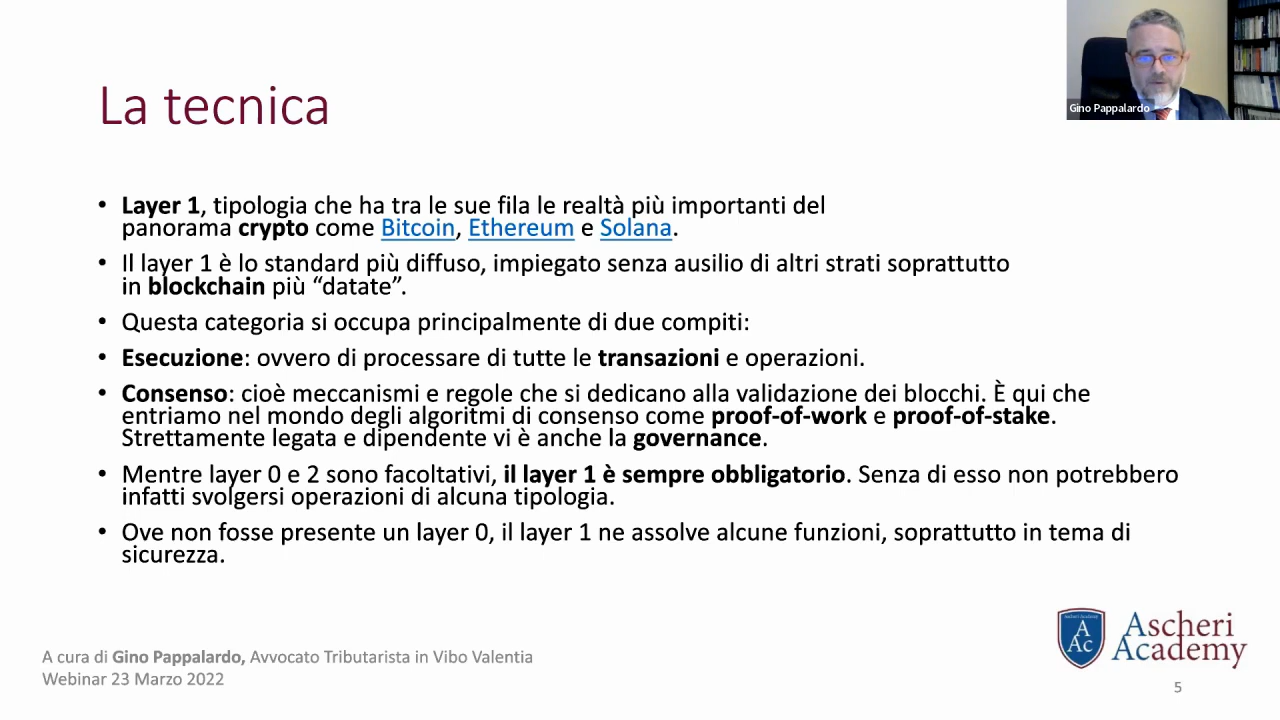 La tecnica
Gino Pappalardo
• Layer 1, tipologia che ha tra le sue fila le realtà più importanti del
panorama crypto come Bitcoin, Ethereum e Solana.
• Il layer 1 è lo standard più diffuso, impiegato senza ausilio di altri strati soprattutto
in blockchain più “datate”.
• Questa categoria si occupa principalmente di due compiti:
• Esecuzione: ovvero di processare di tutte le transazioni e operazioni.
• Consenso: cioè meccanismi e regole che si dedicano alla validazione dei blocchi. È qui che
entriamo nel mondo degli algoritmi di consenso come proof-of-work e proof-of-stake.
Strettamente legata e dipendente vi è anche la governance.
• Mentre layer 0 e 2 sono facoltativi, il layer 1 è sempre obbligatorio. Senza di esso non potrebbero
infatti svolgersi operazioni di alcuna tipologia.
• Ove non fosse presente un layer 0, il layer 1 ne assolve alcune funzioni, soprattutto in tema di
sicurezza.
A cura di Gino Pappalardo, Avvocato Tributarista in Vibo Valentia
Webinar 23 Marzo 2022
Ascheri Academy
A
Ac
Ascheri
Academy
5